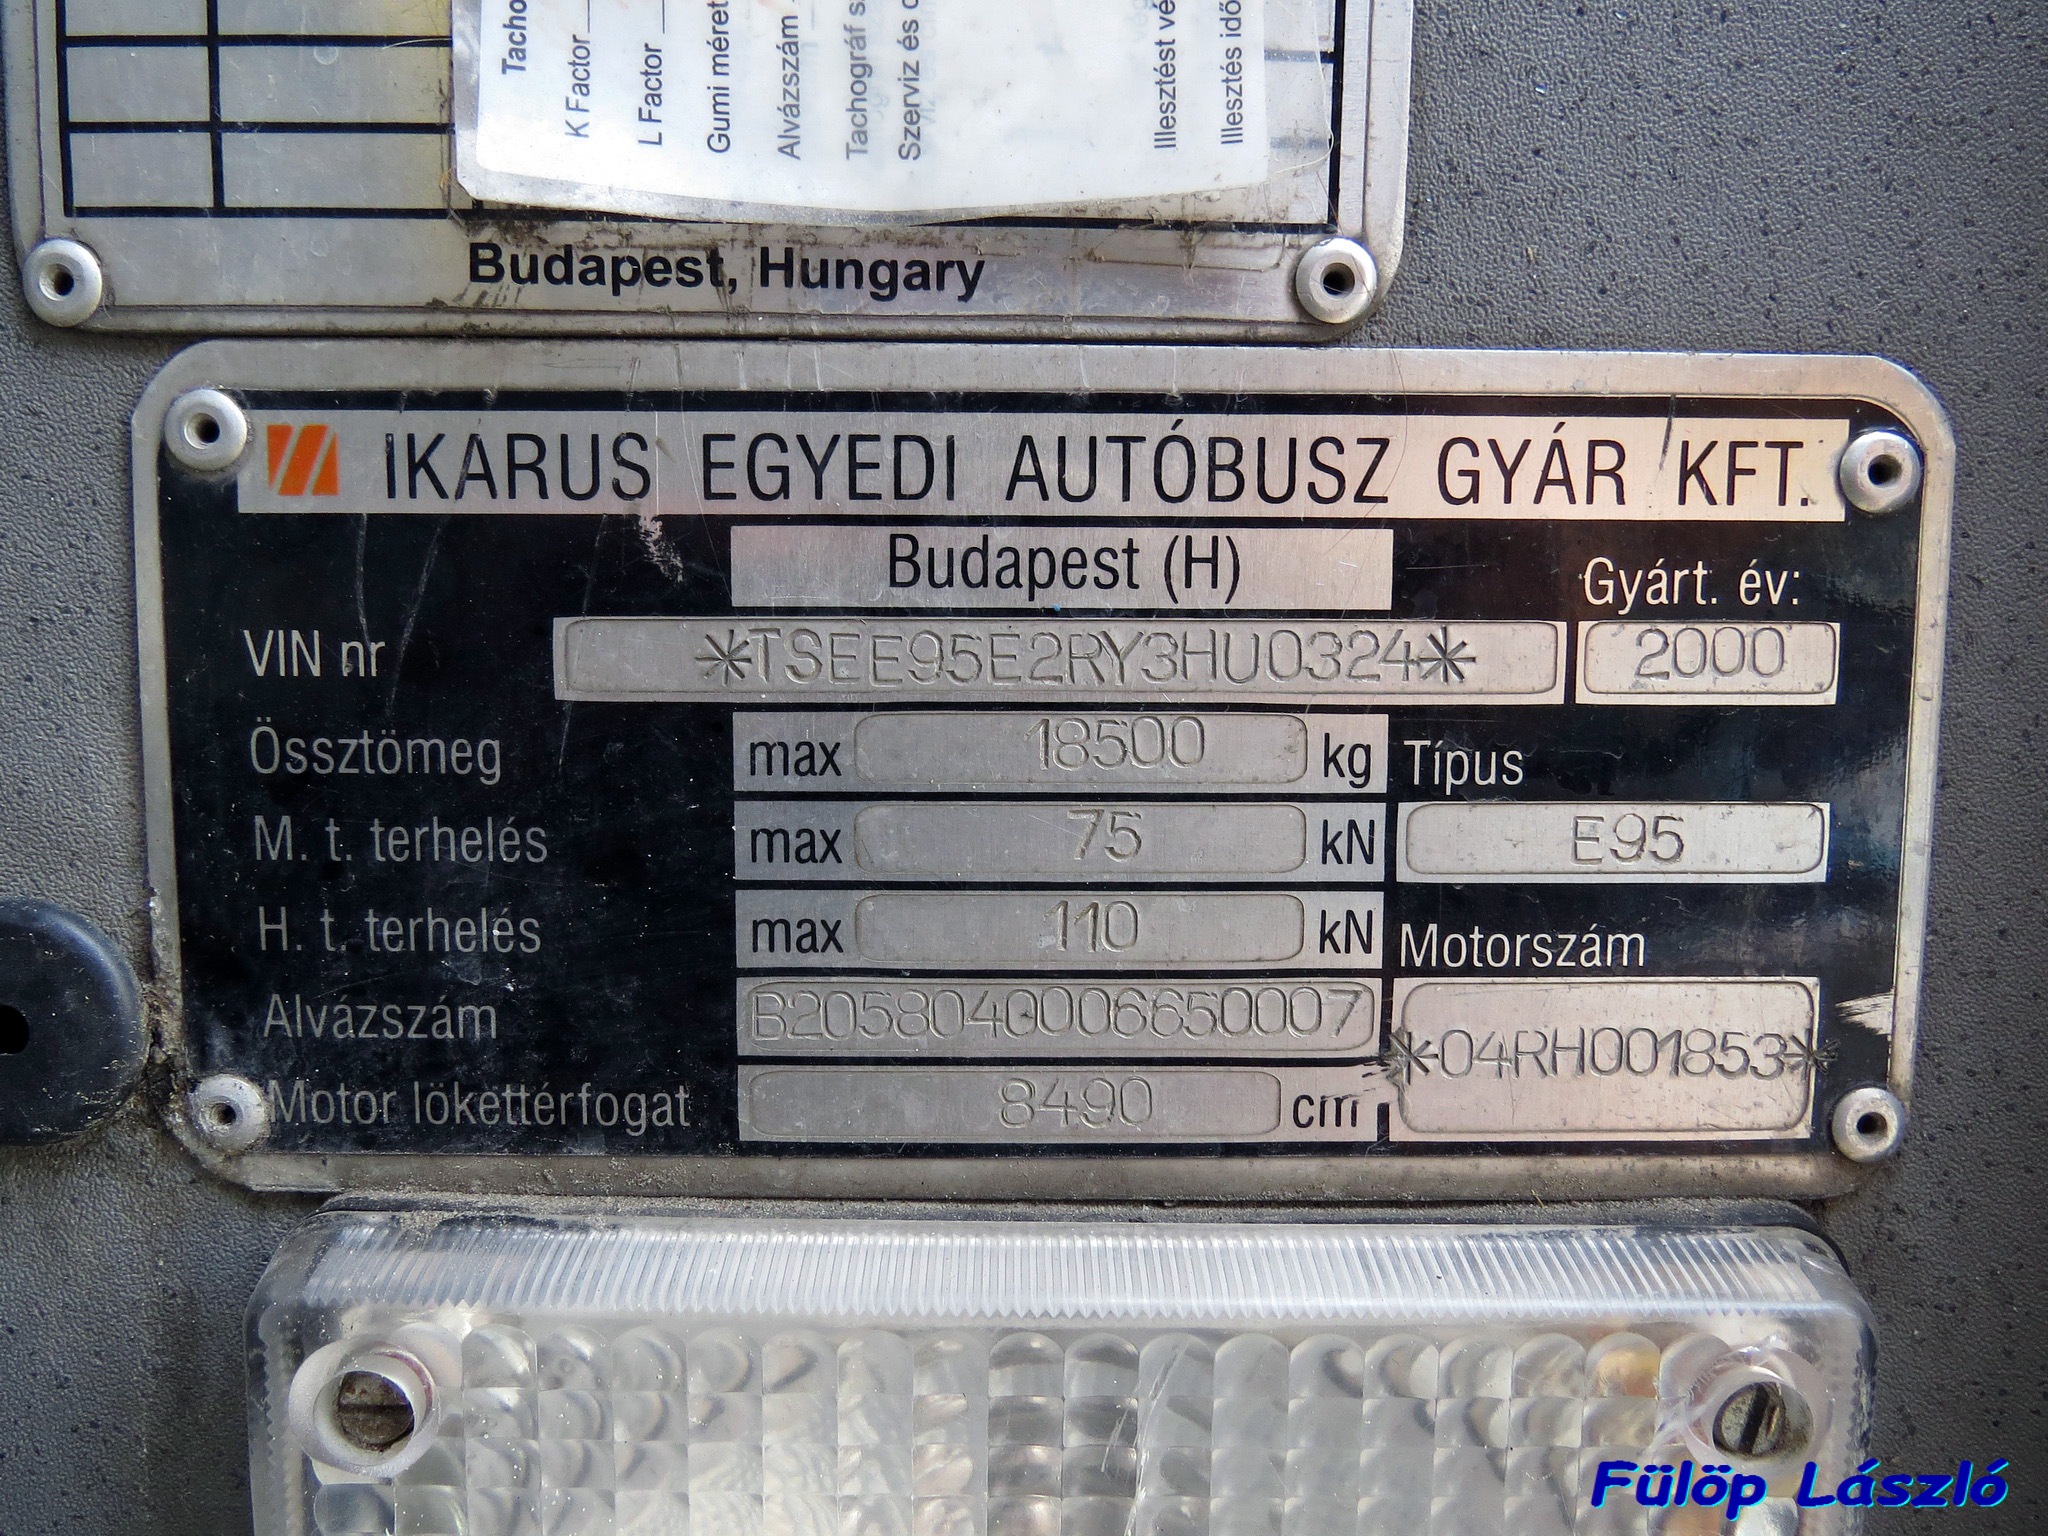 Tacho
K Factor
L Factor
Gumi méret
Alvázszám
Tachográf
Szerviz és
Illesztést
Illesztés
Budapest, Hungary
IKARUS EGYEDI AUTÓBUSZ GYÁR KFT.
Budapest (H)
Gyárt. év:
VIN nr *TSEE95E2RY3HU0324* 2000
Össztömeg max 18500 kg Típus
M. t. terhelés max 75 kN E95
H. t. terhelés max 110 kN Motorszám
Alvázszám B2058040006650007
*04RH001853*
Motor lökettérfogat 8490 cm
Fülöp László